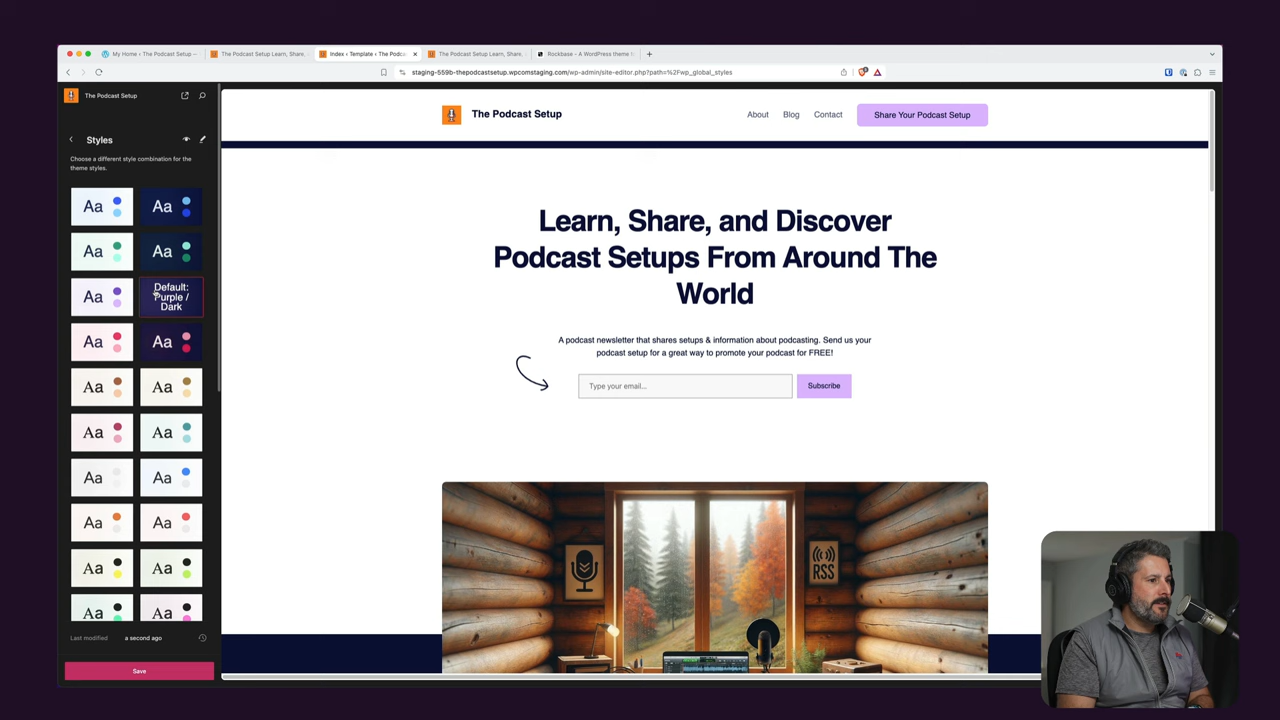 My Home ‹ The Podcast Setup —
The Podcast Setup Learn, Share,
Index ‹ Template ‹ The Podc
The Podcast Setup Learn, Share,
Rockbase - A WordPress theme
staging-559b-thepodcastsetup.wpcomstaging.com/wp-admin/site-editor.php?path=%2Fwp_global_styles
The Podcast Setup
Styles
Choose a different style combination for the
theme styles.
Aa
Aa
Aa
Aa
Aa
Default:
Purple /
Dark
Aa
Aa
Aa
Aa
Aa
Aa
Aa
Aa
Aa
Aa
Aa
Aa
Aa
Aa
Last modified
a second ago
Save
The Podcast Setup
About
Blog
Contact
Share Your Podcast Setup
Learn, Share, and Discover
Podcast Setups From Around The
World
A podcast newsletter that shares setups & information about podcasting. Send us your
podcast setup for a great way to promote your podcast for FREE!
Type your email...
Subscribe
RSS